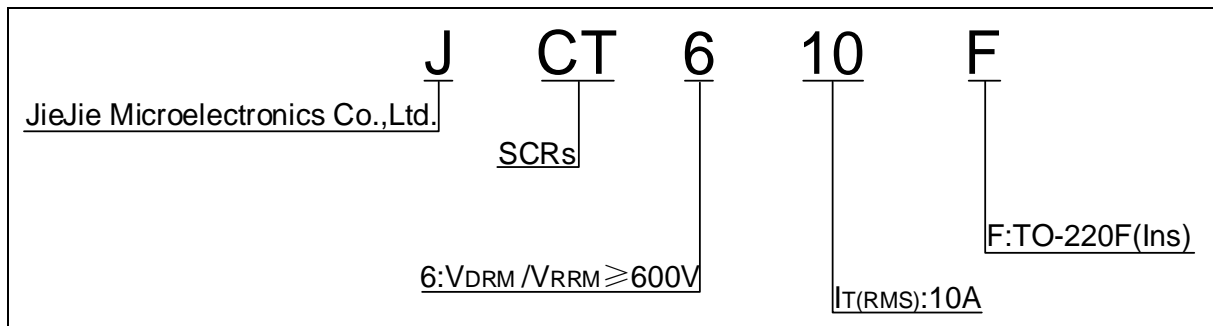 J CT 6 10 F
JieJie Microelectronics Co.,Ltd.
SCRs
F:TO-220F(Ins)
6:VDRM /VRRM≥600V
IT(RMS):10A